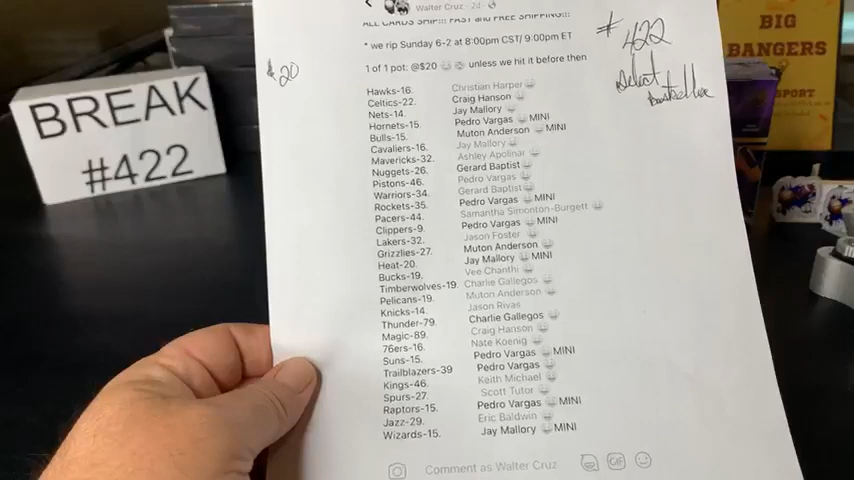 Walter Cruz · 2d ·
ALL CARDS SHIP!!! FAST and FREE SHIPPING!!!
* we rip Sunday 6-2 at 8:00pm CST/ 9:00pm ET
1 of 1 pot: @$20 unless we hit it before then
$20
# 422
Select
BREAK
#422
BIG
BANGERS
SPORT
Hawks-16. Christian Harper
Celtics-22. Craig Hanson
Nets-14. Jay Mallory
Hornets-15. Pedro Vargas MINI
Bulls-15. Muton Anderson MINI
Cavaliers-16. Jay Mallory
Mavericks-32. Ashley Apolinar
Nuggets-26. Gerard Baptist
Pistons-46. Pedro Vargas
Warriors-34. Gerard Baptist
Rockets-35. Pedro Vargas MINI
Pacers-44. Samantha Simonton-Burgett
Clippers-9. Pedro Vargas MINI
Lakers-32. Jason Foster
Grizzlies-27. Muton Anderson
Heat-20. Jay Mallory MINI
Bucks-19. Vee Chanthi
Timberwolves-19. Charlie Gallegos
Pelicans-19. Muton Anderson
Knicks-14. Jason Rivas
Thunder-79. Charlie Gallegos
Magic-89. Craig Hanson
76ers-16. Nate Koenig
Suns-15. Pedro Vargas MINI
Trailblazers-39 Pedro Vargas
Kings-46. Keith Michael
Spurs-27. Scott Tutor
Raptors-15. Pedro Vargas MINI
Jazz-29. Eric Baldwin
Wizards-15. Jay Mallory MINI
Comment as Walter Cruz GIF